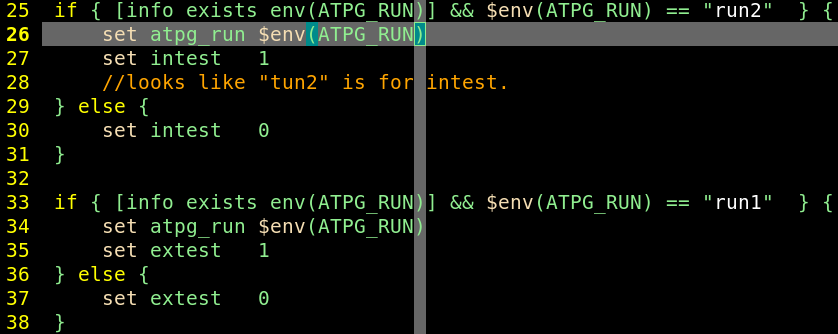 25 if { [info exists env(ATPG_RUN)] && $env(ATPG_RUN) == "run2"  } {
26     set atpg_run $env(ATPG_RUN)
27     set intest   1
28     //looks like "tun2" is for intest.
29 } else {
30     set intest   0
31 }
32
33 if { [info exists env(ATPG_RUN)] && $env(ATPG_RUN) == "run1"  } {
34     set atpg_run $env(ATPG_RUN)
35     set extest   1
36 } else {
37     set extest   0
38 }